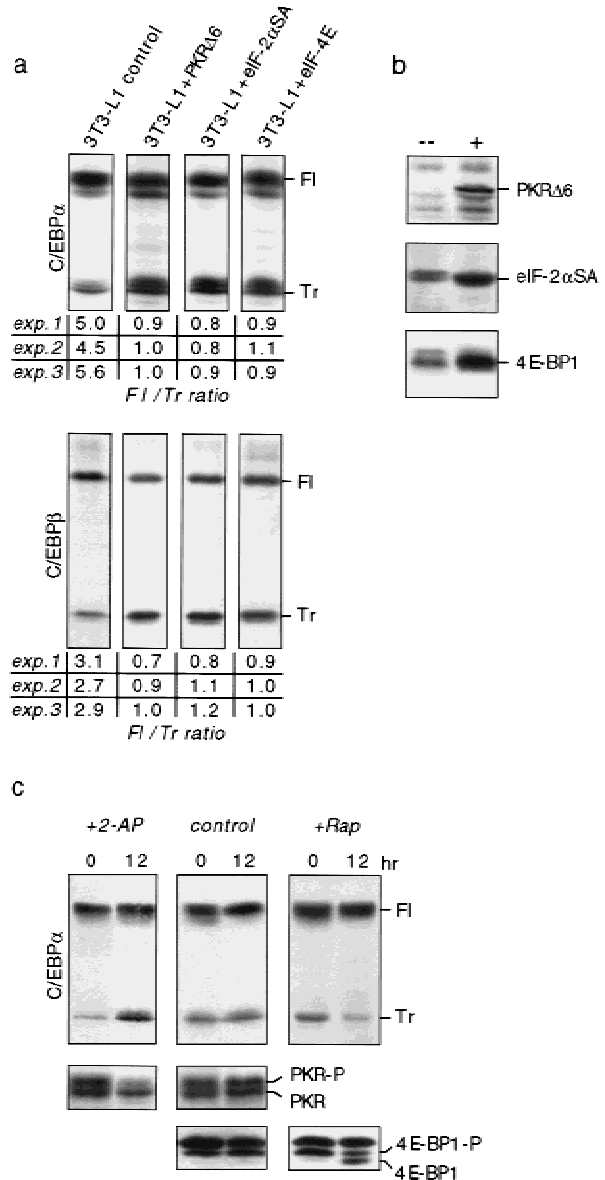 a
3T3-L1 control
3T3-L1+PKRΔ6
3T3-L1+eIF-2αSA
3T3-L1+eIF-4E
C/EBPα
Fl
Tr
exp.1 5.0 0.9 0.8 0.9
exp.2 4.5 1.0 0.8 1.1
exp.3 5.6 1.0 0.9 0.9
Fl/Tr ratio
C/EBPβ
Fl
Tr
exp.1 3.1 0.7 0.8 0.9
exp.2 2.7 0.9 1.1 1.0
exp.3 2.9 1.0 1.2 1.0
Fl/Tr ratio
b
-- +
PKRΔ6
eIF-2αSA
4E-BP1
c
+2-AP control +Rap
0 12 0 12 0 12 hr
C/EBPα
Fl
Tr
PKR-P
PKR
4E-BP1-P
4E-BP1